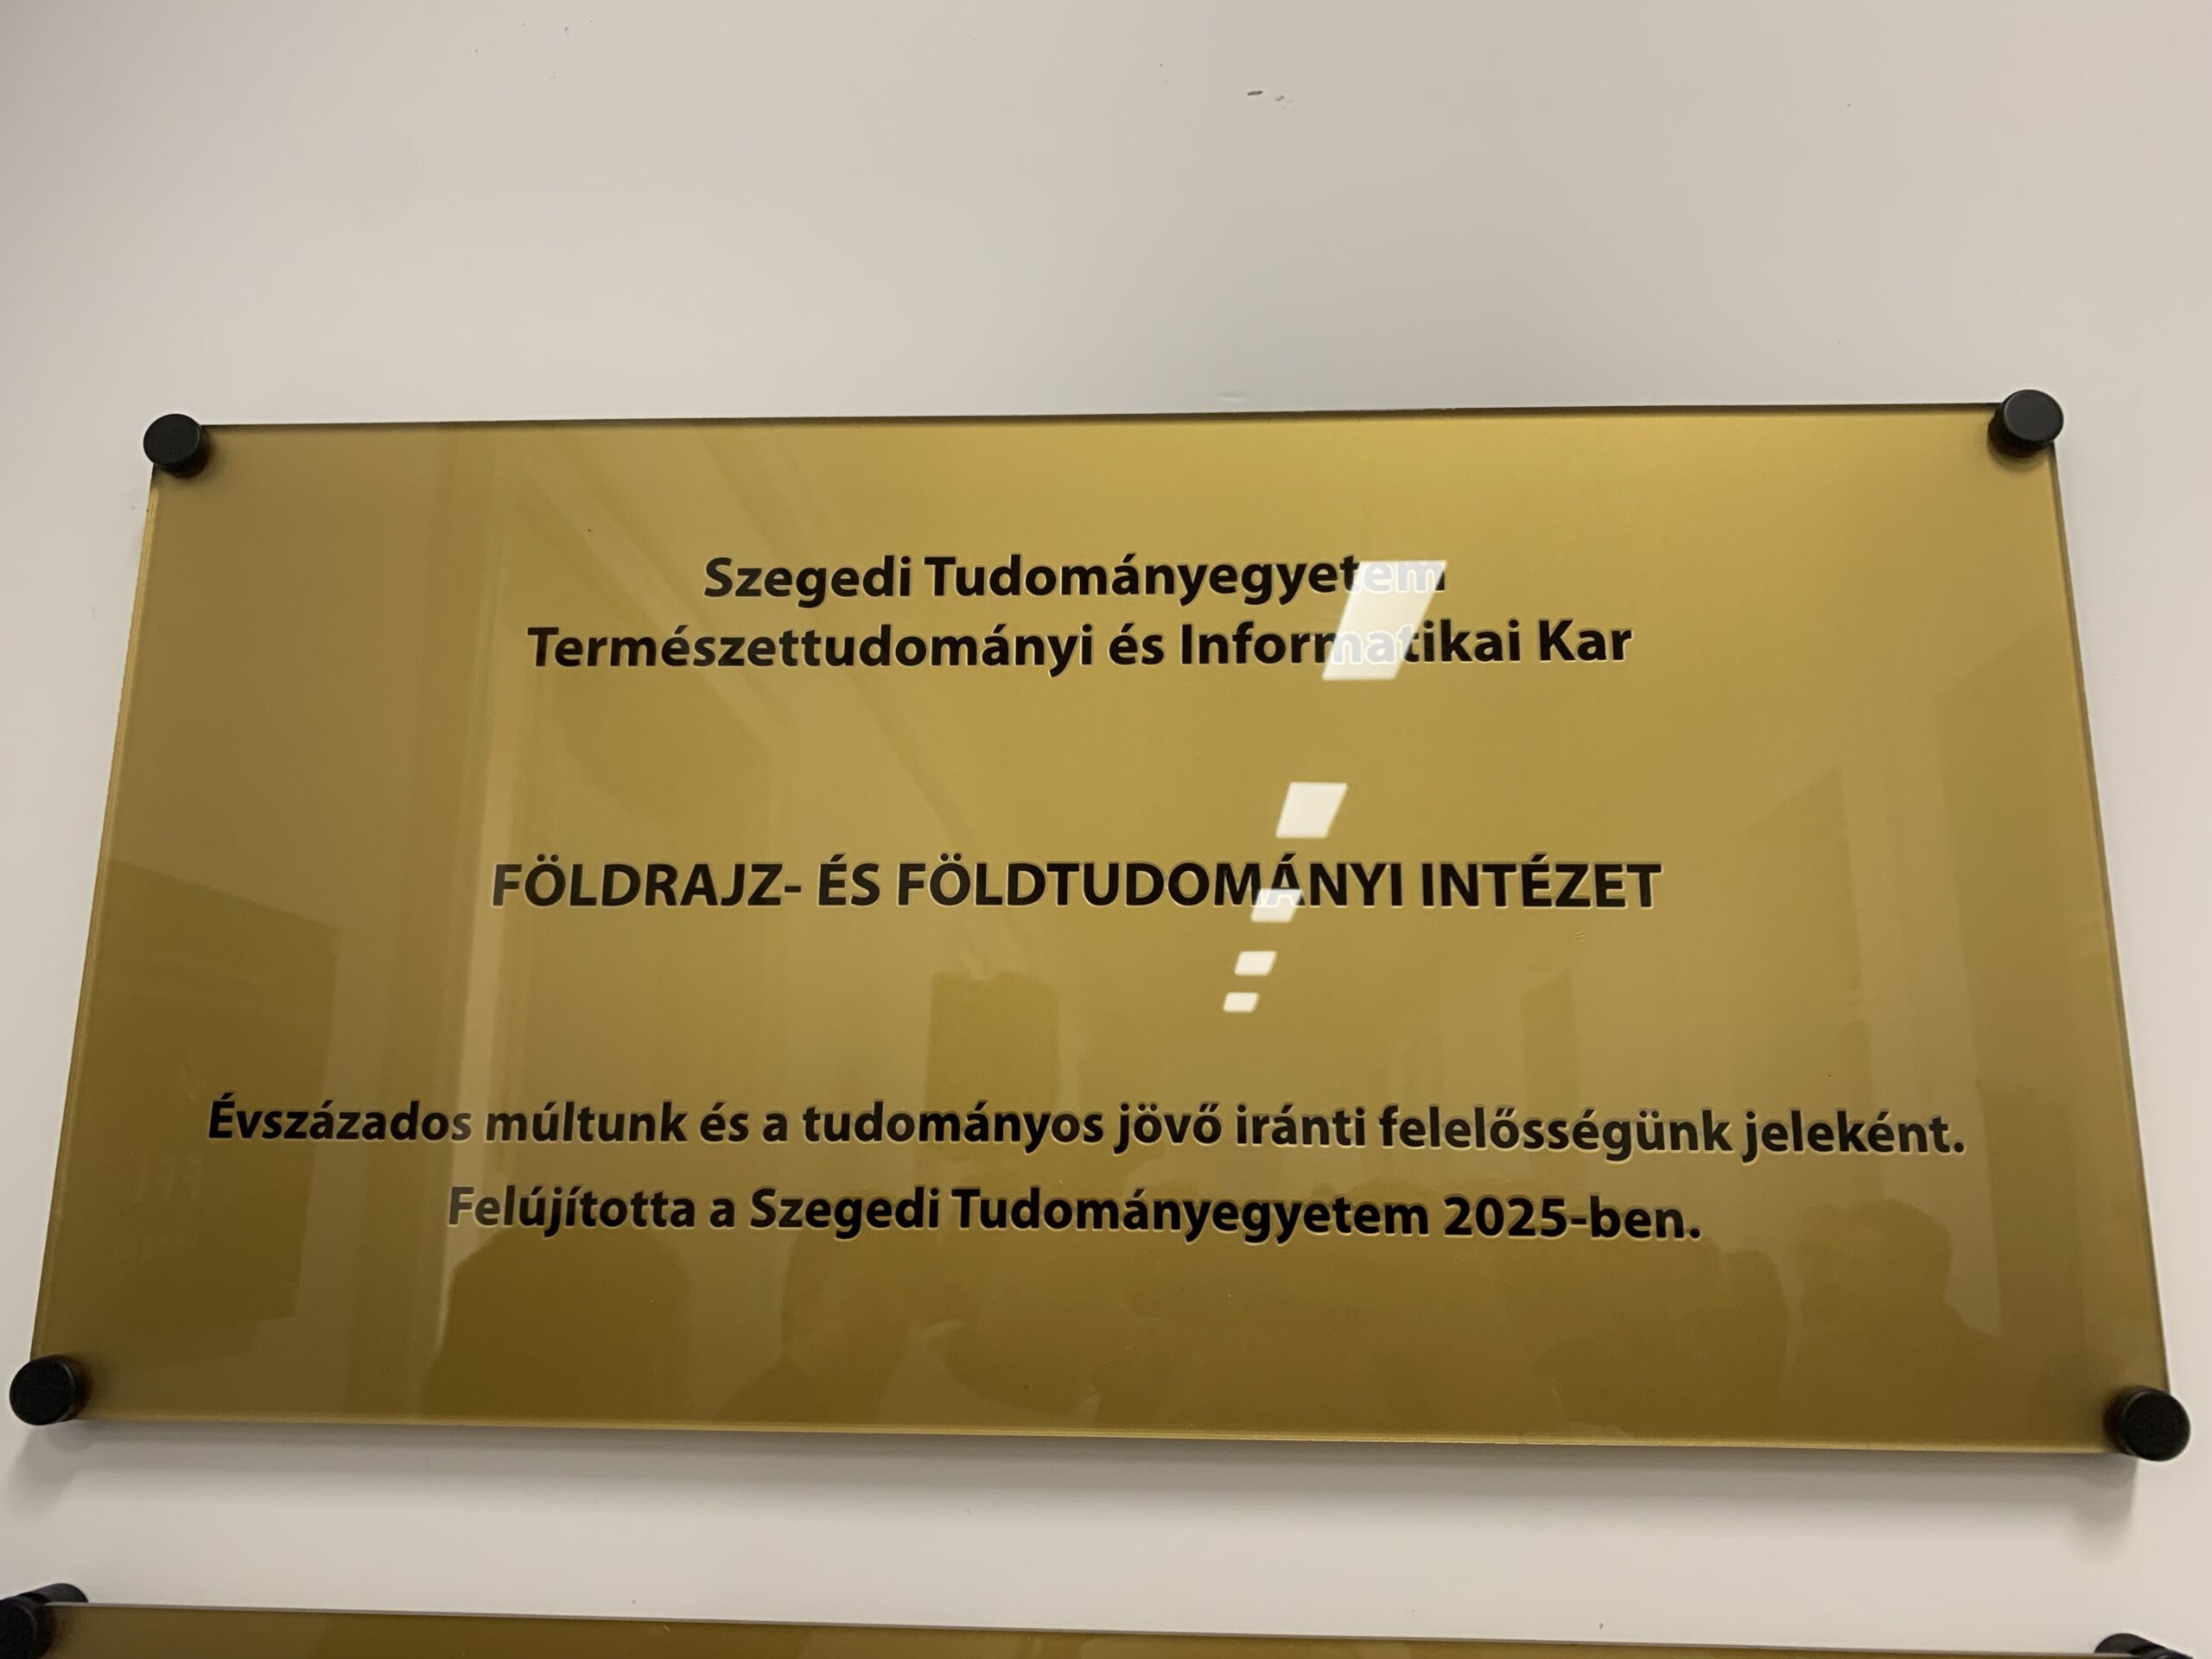 Szegedi Tudományegyetem
Természettudományi és Informatikai Kar
FÖLDRAJZ- ÉS FÖLDTUDOMÁNYI INTÉZET
Évszázados múltunk és a tudományos jövő iránti felelősségünk jeleként.
Felújította a Szegedi Tudományegyetem 2025-ben.